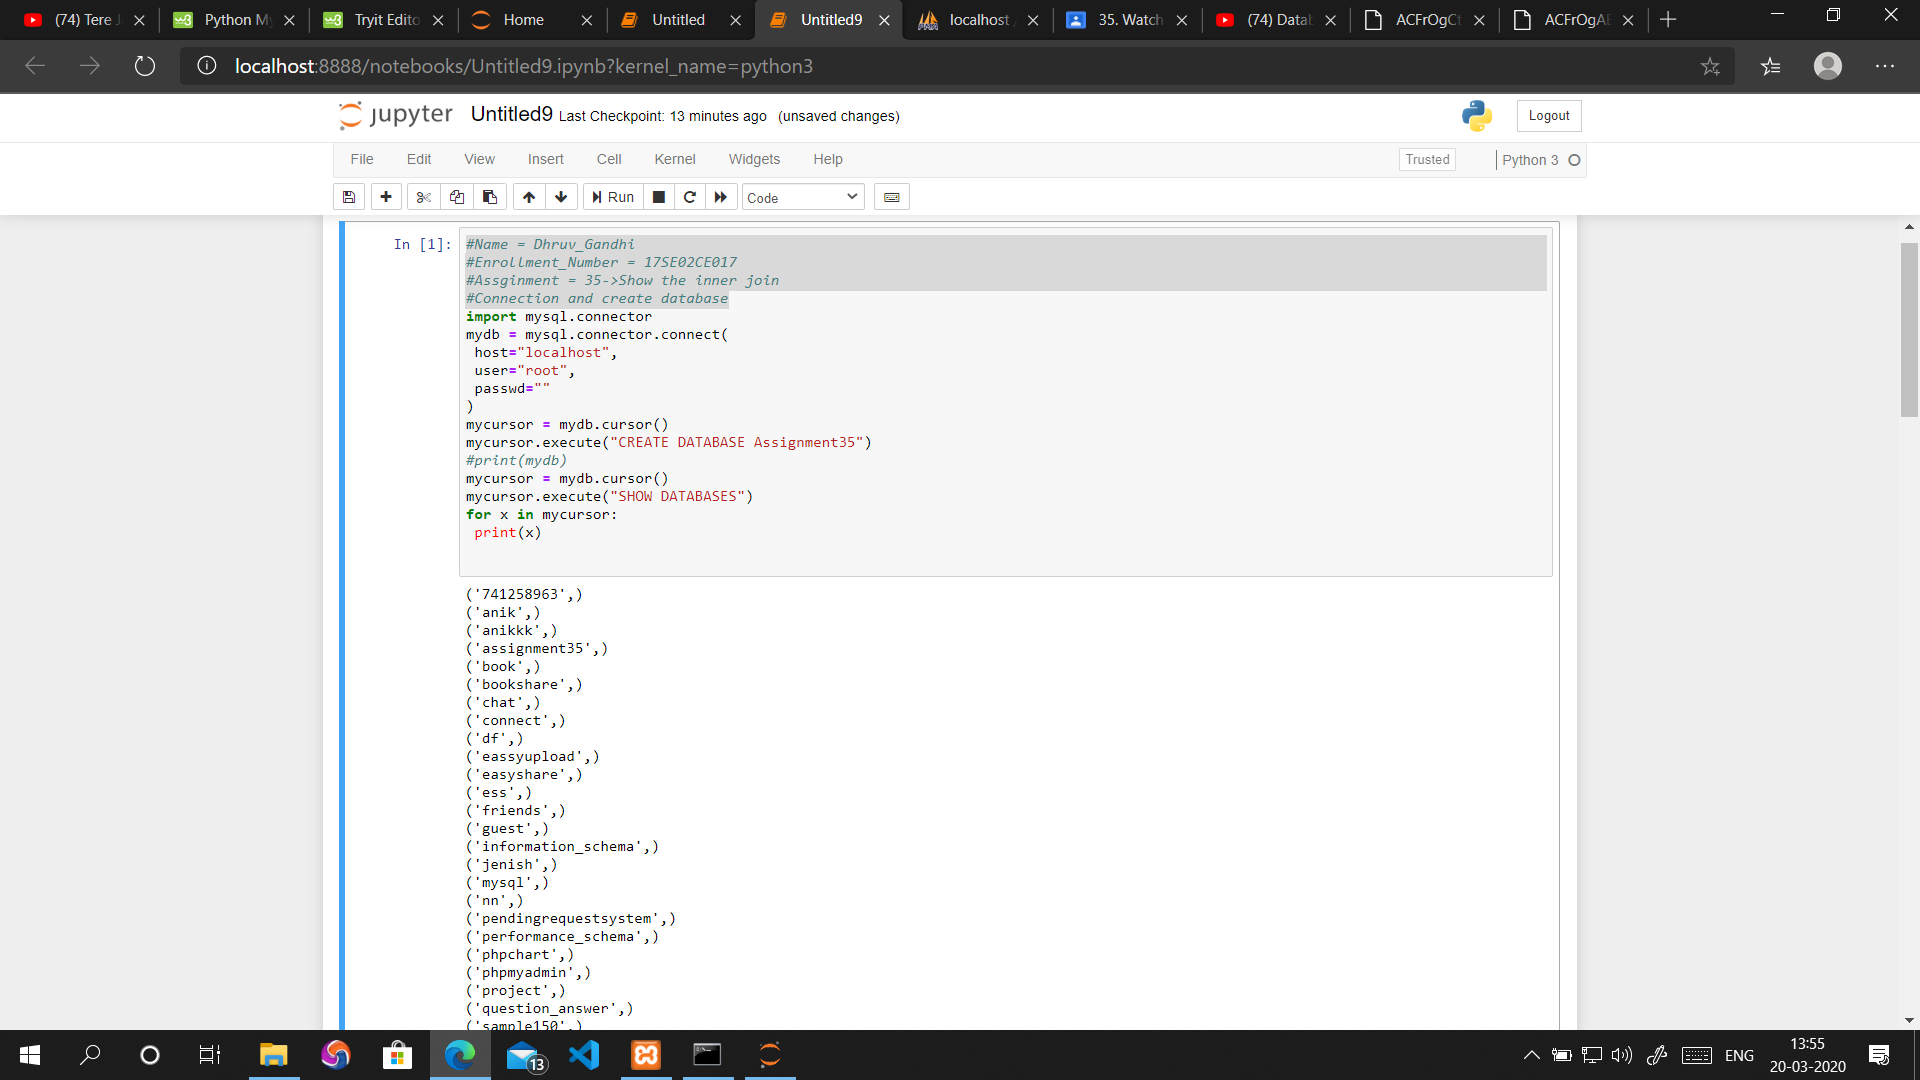 (74) Tere J
Python My
Tryit Edito
Home
Untitled
Untitled9
localhost /
35. Watch
(74) Datab
ACFrOgCt
ACFrOgAE
localhost:8888/notebooks/Untitled9.ipynb?kernel_name=python3
jupyter Untitled9 Last Checkpoint: 13 minutes ago (unsaved changes)
Logout
File Edit View Insert Cell Kernel Widgets Help
Trusted
Python 3
Run
Code
In [1]:
#Name = Dhruv_Gandhi
#Enrollment_Number = 17SE02CE017
#Assginment = 35->Show the inner join
#Connection and create database
import mysql.connector
mydb = mysql.connector.connect(
host="localhost",
user="root",
passwd=""
)
mycursor = mydb.cursor()
mycursor.execute("CREATE DATABASE Assignment35")
#print(mydb)
mycursor = mydb.cursor()
mycursor.execute("SHOW DATABASES")
for x in mycursor:
print(x)
('741258963',)
('anik',)
('anikkk',)
('assignment35',)
('book',)
('bookshare',)
('chat',)
('connect',)
('df',)
('eassyupload',)
('easyshare',)
('ess',)
('friends',)
('guest',)
('information_schema',)
('jenish',)
('mysql',)
('nn',)
('pendingrequestsystem',)
('performance_schema',)
('phpchart',)
('phpmyadmin',)
('project',)
('question_answer',)
('sample150',)
13
ENG
13:55
20-03-2020